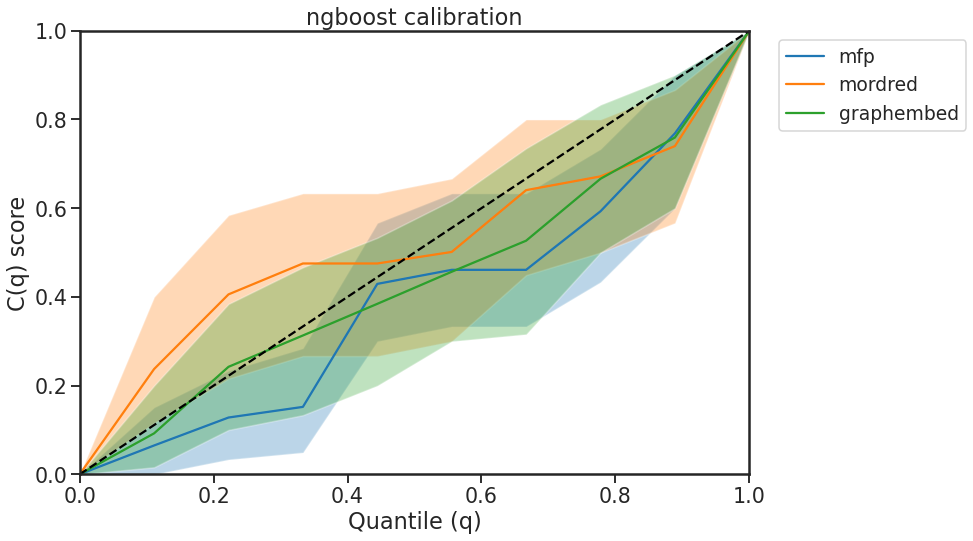 ngboost calibration
1.0
0.8
0.6
0.4
0.2
0.0
C(q) score
0.0 0.2 0.4 0.6 0.8 1.0
Quantile (q)
mfp
mordred
graphembed